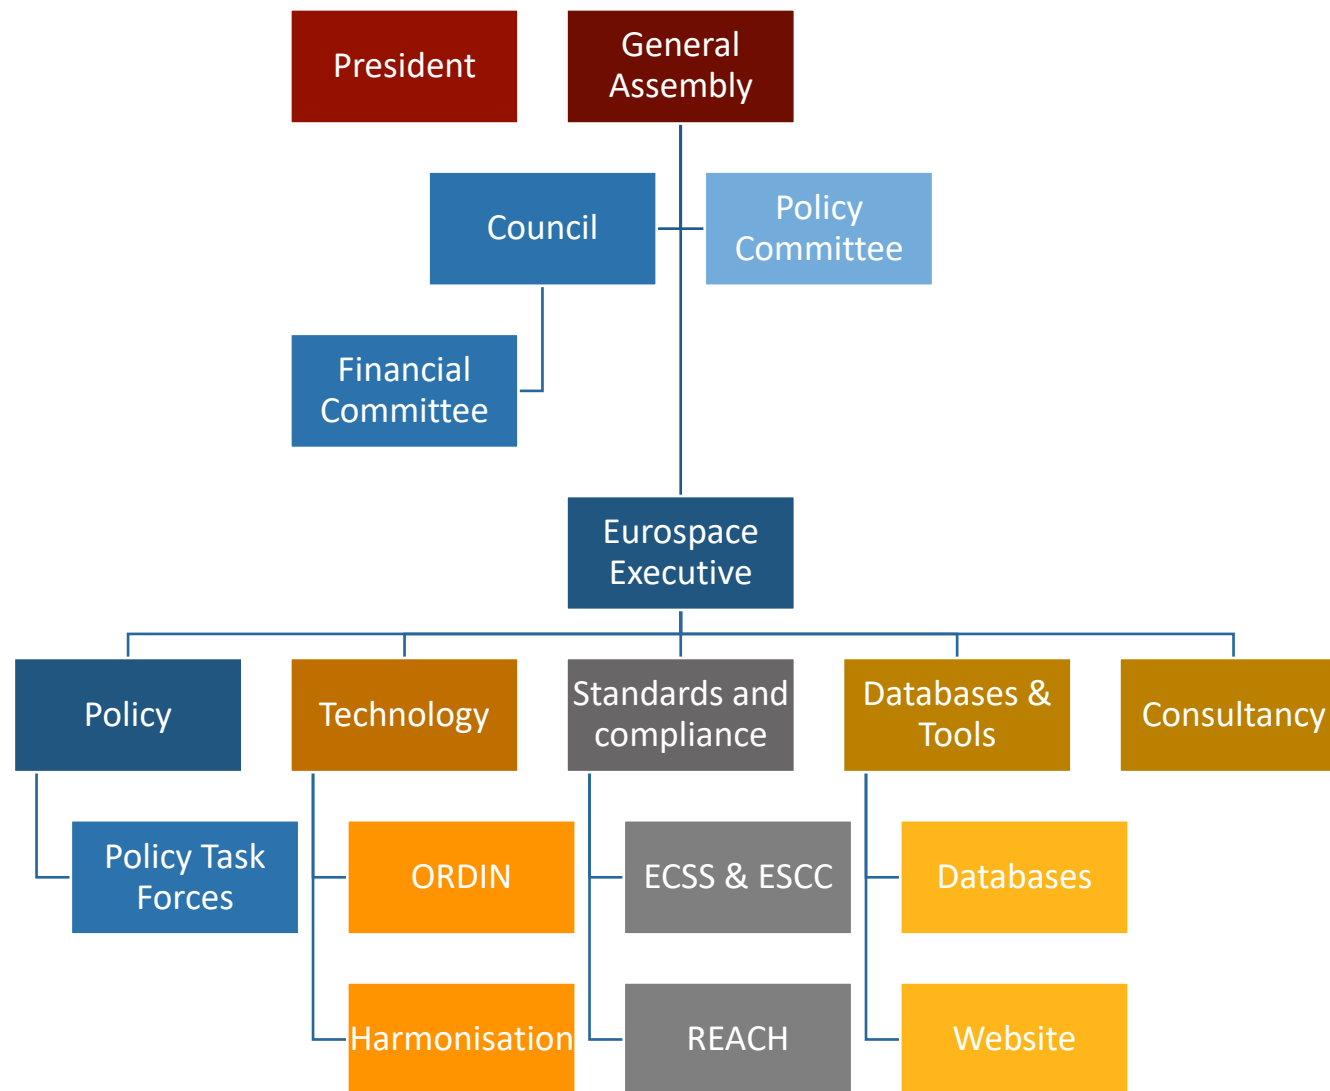 President
General
Assembly
Council
Policy
Committee
Financial
Committee
Eurospace
Executive
Policy
Technology
Standards and
compliance
Databases &
Tools
Consultancy
Policy Task
Forces
ORDIN
ECSS & ESCC
Databases
Harmonisation
REACH
Website